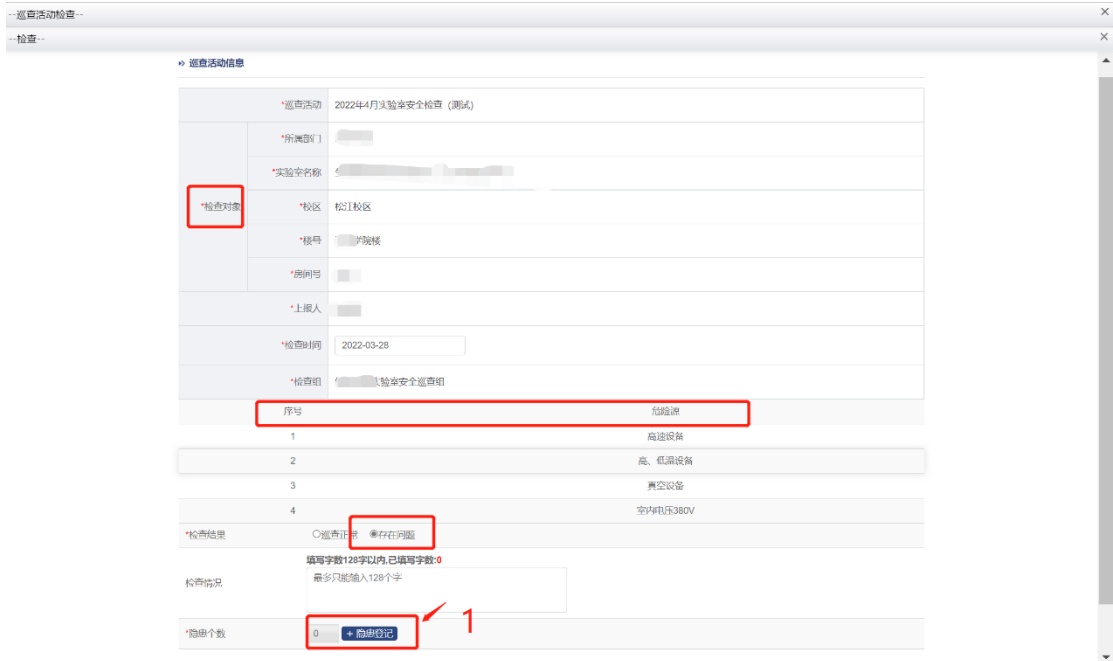 --巡查活动检查--
--检查--
巡查活动信息
*巡查活动 2022年4月实验室安全检查（测试）
*所属部门
*实验室名称
*检查对象 *校区 松江校区
*楼号 学院楼
*房间号
*上报人
*检查时间 2022-03-28
*检查组 实验室安全巡查组
序号 危险源
1 高速设备
2 高、低温设备
3 真空设备
4 室内电压380V
*检查结果 巡查正常 存在问题
填写字数128字以内,已填写字数:0
检查情况 最多只能输入128个字
*隐患个数 0 + 隐患登记 1